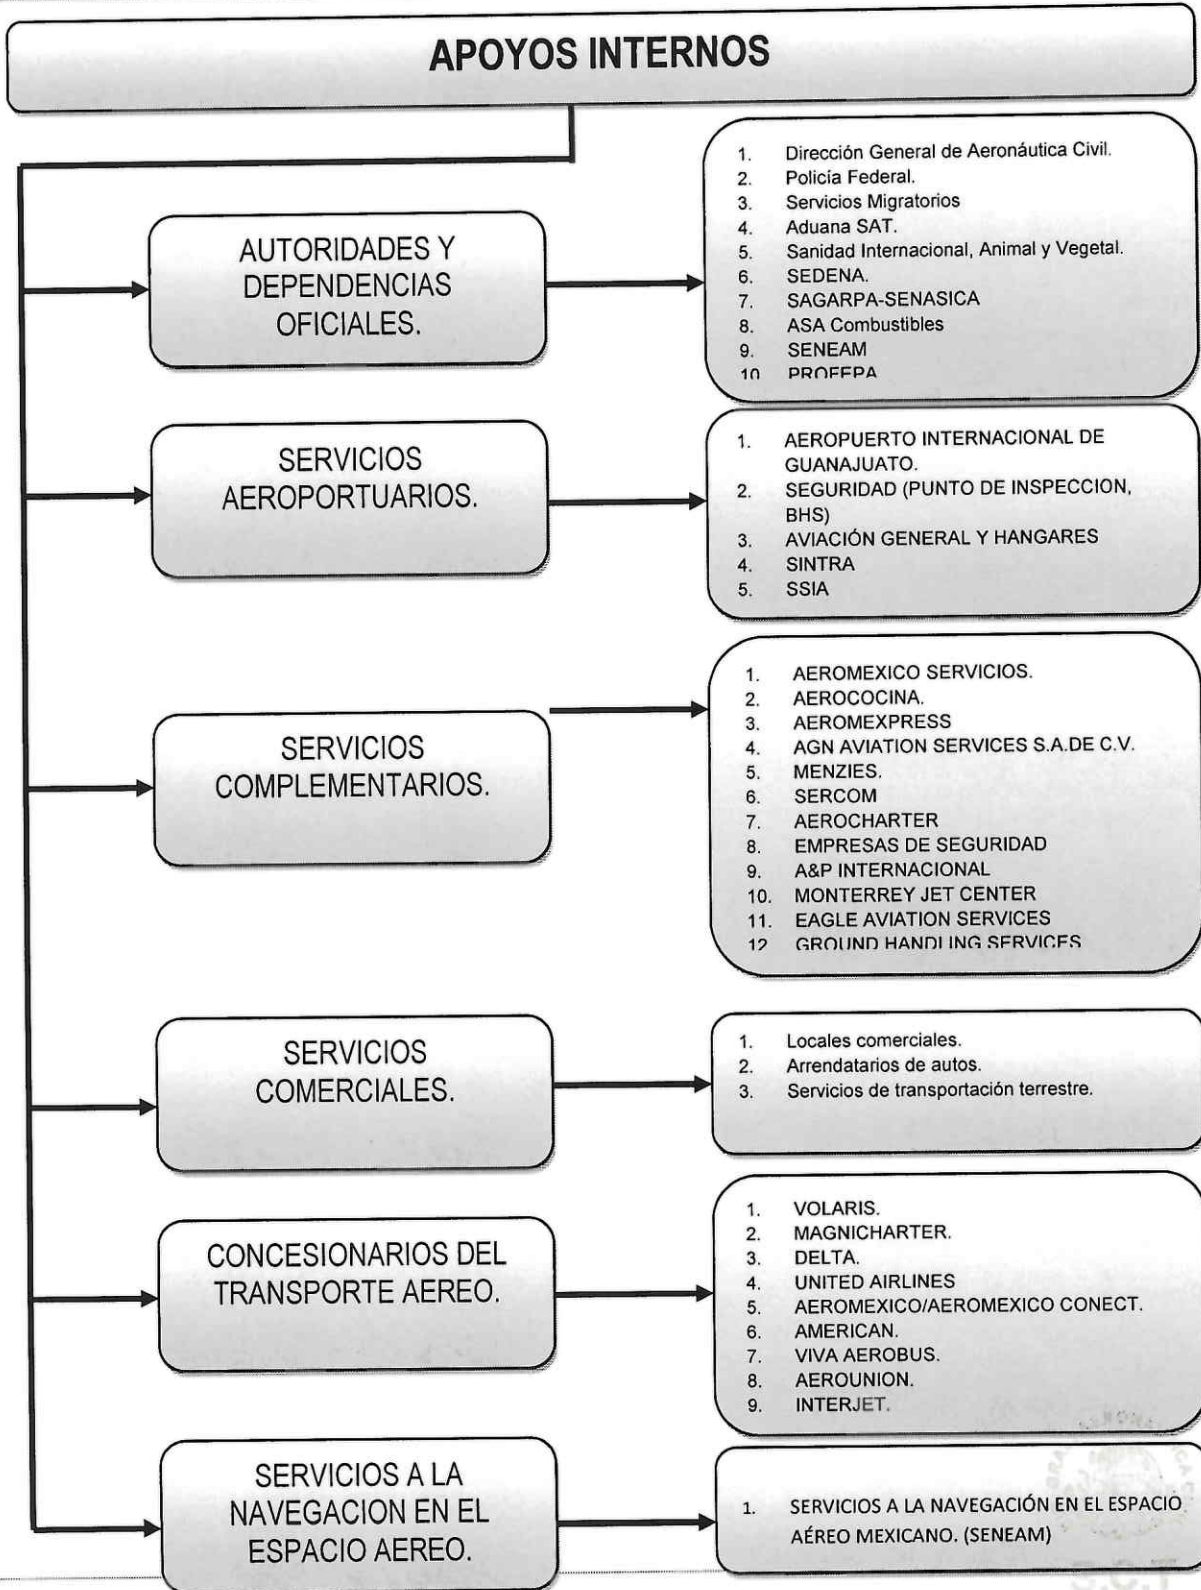 APOYOS INTERNOS
AUTORIDADES Y
DEPENDENCIAS
OFICIALES.
1. Dirección General de Aeronáutica Civil.
2. Policía Federal.
3. Servicios Migratorios
4. Aduana SAT.
5. Sanidad Internacional, Animal y Vegetal.
6. SEDENA.
7. SAGARPA-SENASICA
8. ASA Combustibles
9. SENEAM
10 PROFEPA
SERVICIOS
AEROPORTUARIOS.
1. AEROPUERTO INTERNACIONAL DE
GUANAJUATO.
2. SEGURIDAD (PUNTO DE INSPECCION,
BHS)
3. AVIACIÓN GENERAL Y HANGARES
4. SINTRA
5. SSIA
SERVICIOS
COMPLEMENTARIOS.
1. AEROMEXICO SERVICIOS.
2. AEROCOCINA.
3. AEROMEXPRESS
4. AGN AVIATION SERVICES S.A.DE C.V.
5. MENZIES.
6. SERCOM
7. AEROCHARTER
8. EMPRESAS DE SEGURIDAD
9. A&P INTERNACIONAL
10. MONTERREY JET CENTER
11. EAGLE AVIATION SERVICES
12 GROUND HANDLING SERVICES
SERVICIOS
COMERCIALES.
1. Locales comerciales.
2. Arrendatarios de autos.
3. Servicios de transportación terrestre.
CONCESIONARIOS DEL
TRANSPORTE AEREO.
1. VOLARIS.
2. MAGNICHARTER.
3. DELTA.
4. UNITED AIRLINES
5. AEROMEXICO/AEROMEXICO CONECT.
6. AMERICAN.
7. VIVA AEROBUS.
8. AEROUNION.
9. INTERJET.
SERVICIOS A LA
NAVEGACION EN EL
ESPACIO AEREO.
1. SERVICIOS A LA NAVEGACIÓN EN EL ESPACIO
AÉREO MEXICANO. (SENEAM)
S.C.T